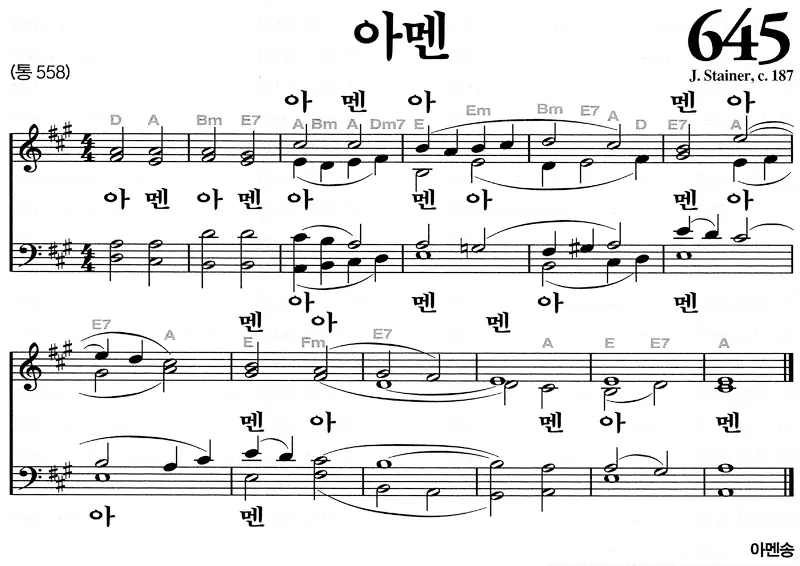 아멘
645
(통 558)
J. Stainer, c. 187
아 멘 아 멘 아
D A Bm E7 A Bm A Dm7 E Em Bm E7 A D E7 A
아 멘 아 멘 아 멘 아 멘 아
아 멘 아 멘
멘 아 멘
E7 A E Fm E7 A E E7 A
멘 아 멘 아 멘
아 멘
아멘송